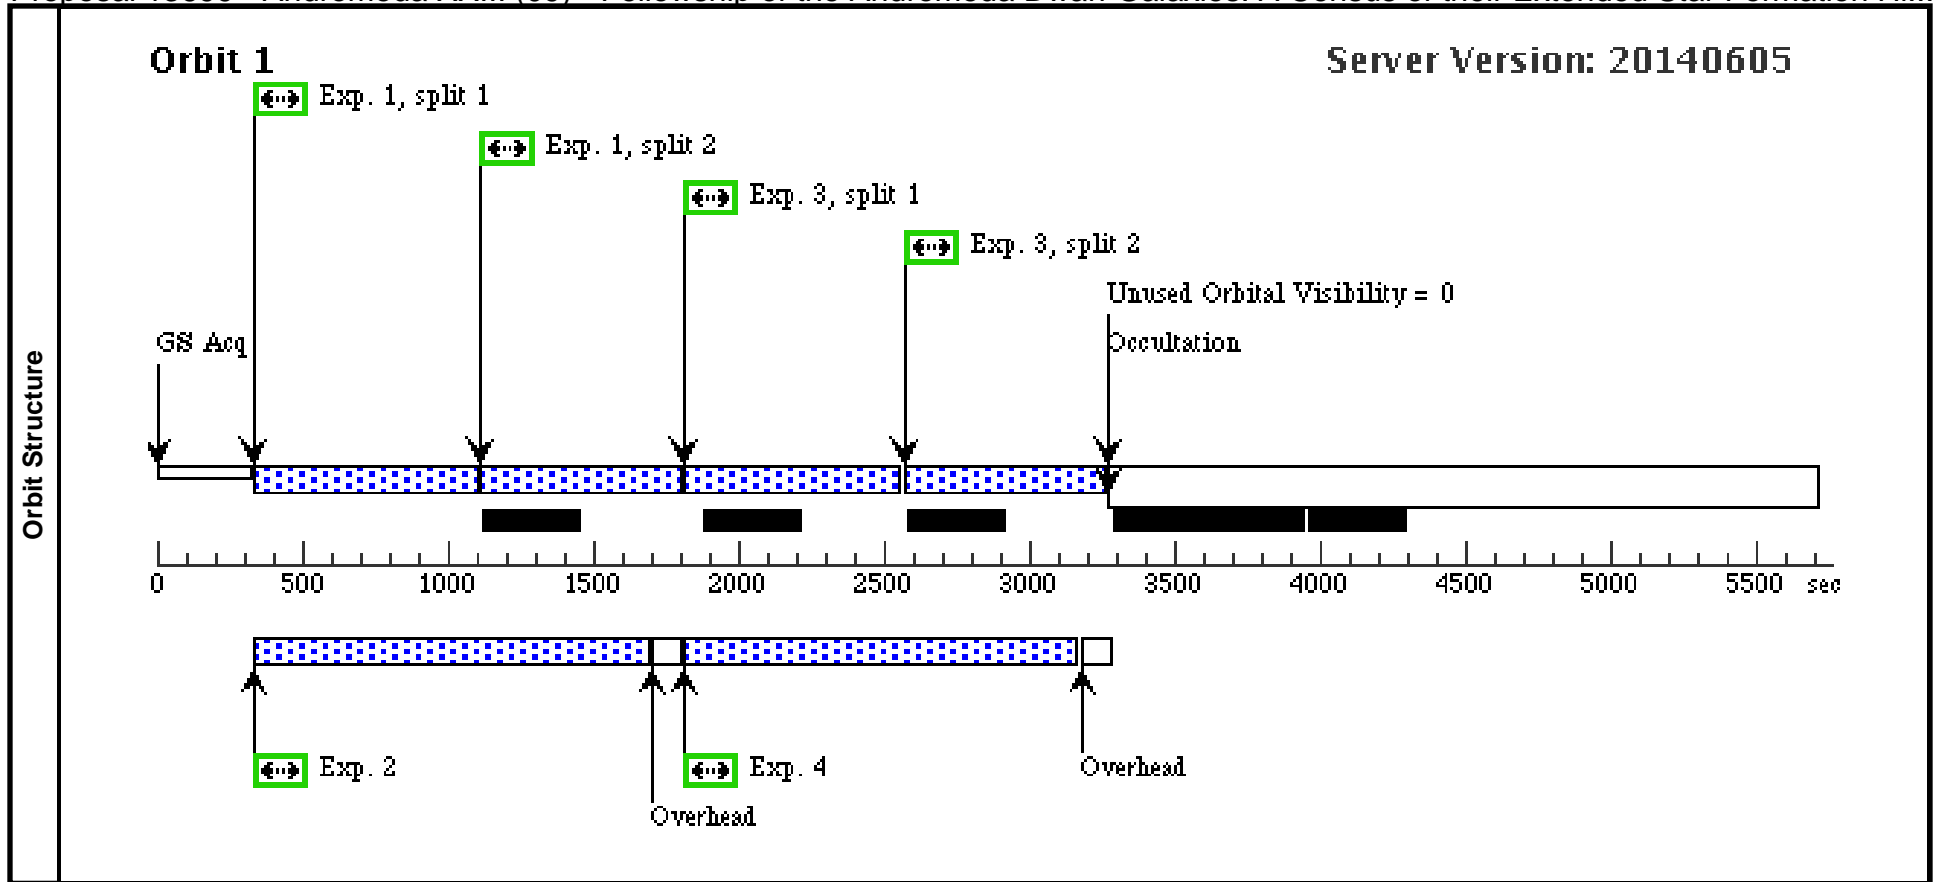 Orbit 1
Server Version: 20140605
Exp. 1, split 1
Exp. 1, split 2
Exp. 3, split 1
Exp. 3, split 2
Unused Orbital Visibility = 0
GS Acq
Occultation
Orbit Structure
0 500 1000 1500 2000 2500 3000 3500 4000 4500 5000 5500 sec
Exp. 2
Exp. 4
Overhead
Overhead